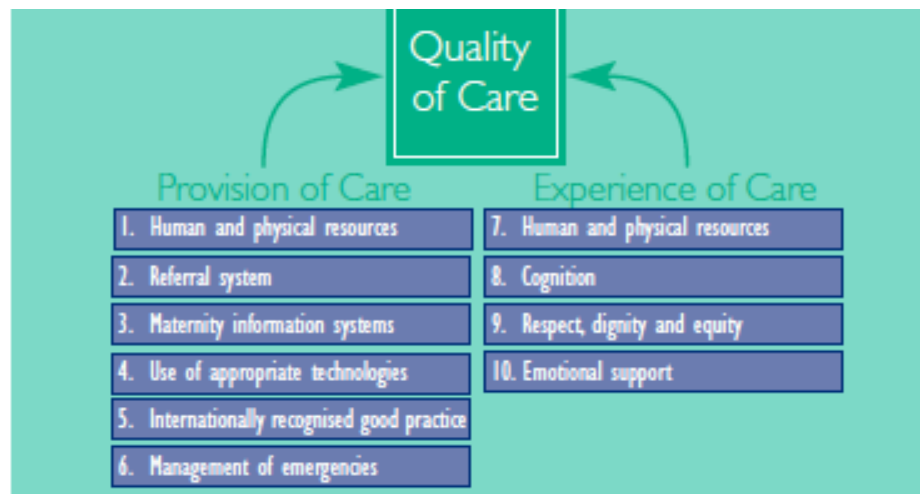 Quality
of Care
Provision of Care
1. Human and physical resources
2. Referral system
3. Maternity information systems
4. Use of appropriate technologies
5. Internationally recognised good practice
6. Management of emergencies
Experience of Care
7. Human and physical resources
8. Cognition
9. Respect, dignity and equity
10. Emotional support